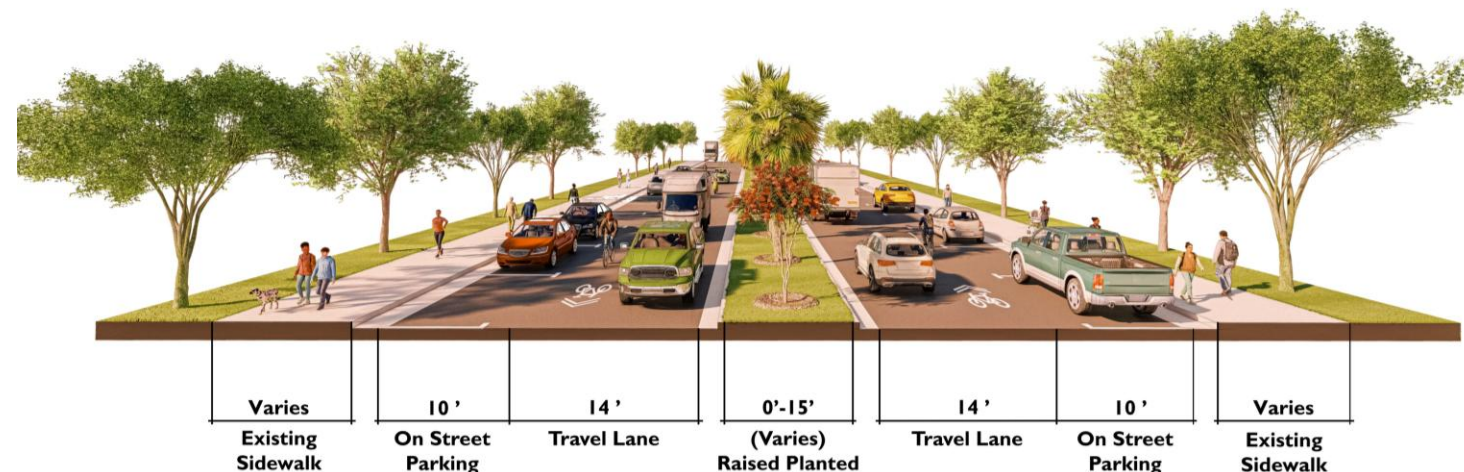 Varies 10 ' 14 ' 0'-15' 14 ' 10 ' Varies
Existing On Street Travel Lane (Varies) Travel Lane On Street Existing
Sidewalk Parking Raised Planted Parking Sidewalk